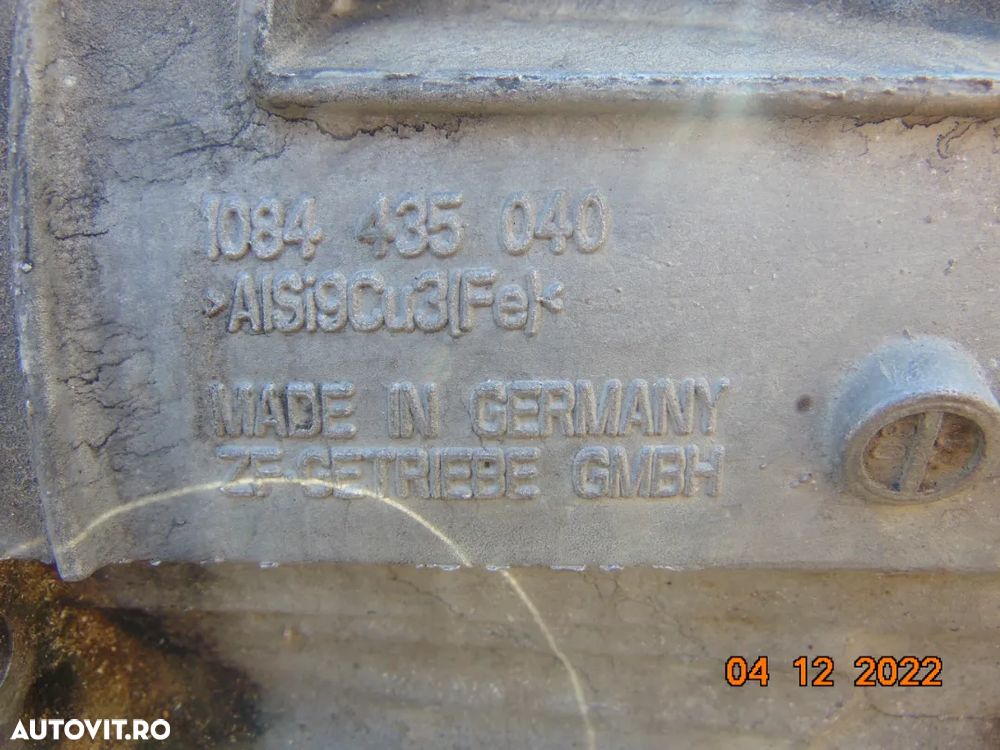 1084 435 040
>AlSi9Cu3(Fe)<
MADE IN GERMANY
ZF GETRIEBE GMBH
04 12 2022
AUTOVIT.RO